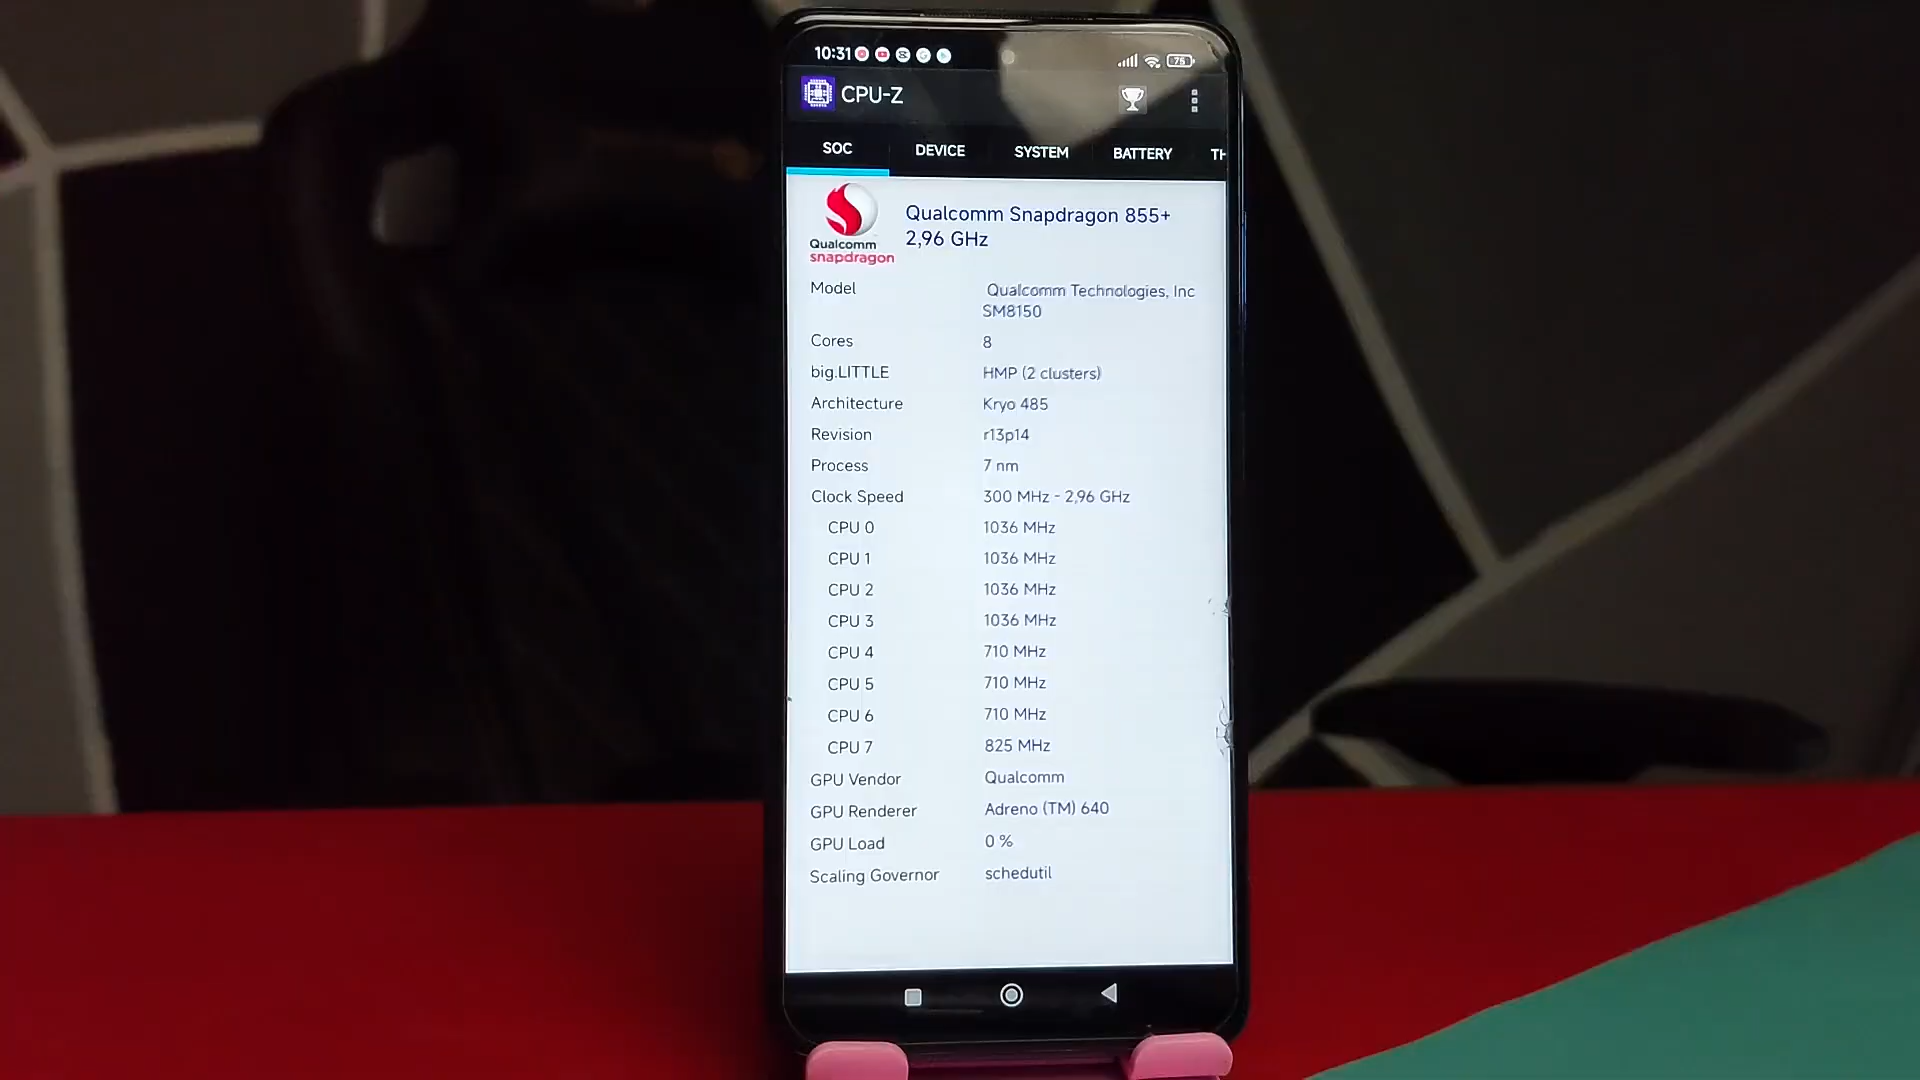 10:31
75
CPU-Z
SOC DEVICE SYSTEM BATTERY TH
Qualcomm
snapdragon
Qualcomm Snapdragon 855+
2,96 GHz
Model Qualcomm Technologies, Inc
SM8150
Cores 8
big.LITTLE HMP (2 clusters)
Architecture Kryo 485
Revision r13p14
Process 7 nm
Clock Speed 300 MHz - 2,96 GHz
CPU 0 1036 MHz
CPU 1 1036 MHz
CPU 2 1036 MHz
CPU 3 1036 MHz
CPU 4 710 MHz
CPU 5 710 MHz
CPU 6 710 MHz
CPU 7 825 MHz
GPU Vendor Qualcomm
GPU Renderer Adreno (TM) 640
GPU Load 0 %
Scaling Governor schedutil